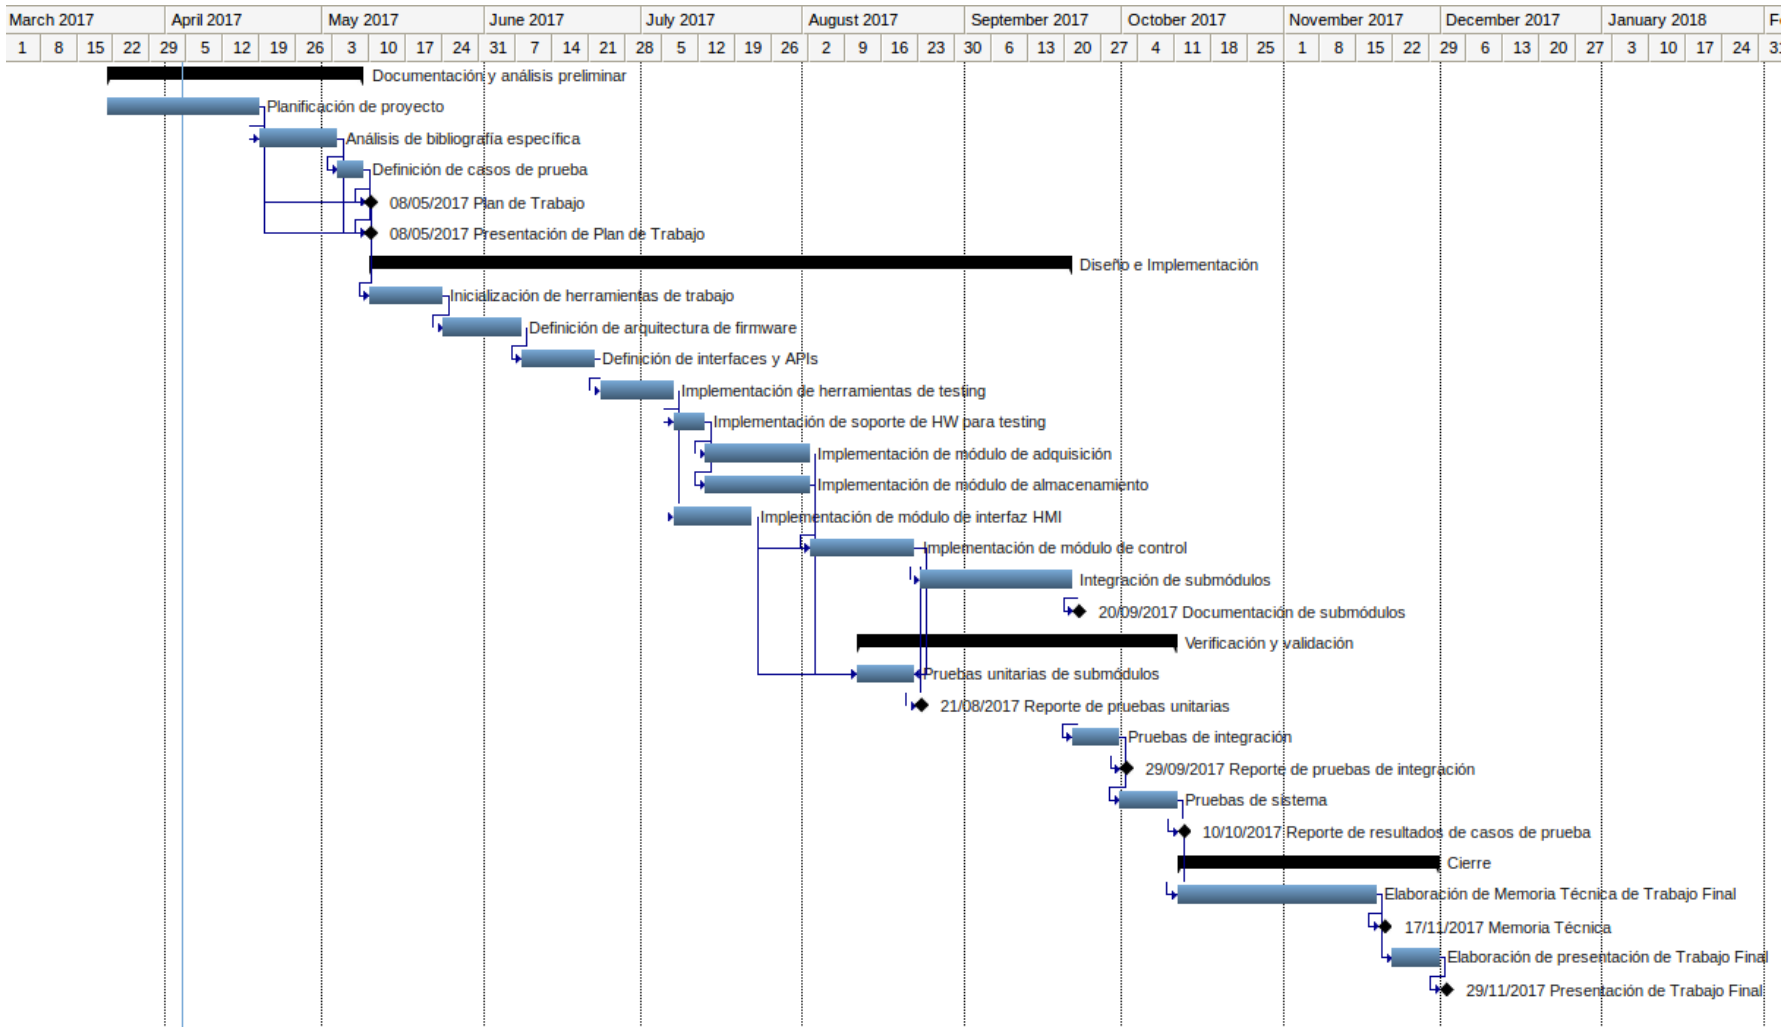 March 2017 April 2017 May 2017 June 2017 July 2017 August 2017 September 2017 October 2017 November 2017 December 2017 January 2018
1 8 15 22 29 5 12 19 26 3 10 17 24 31 7 14 21 28 5 12 19 26 2 9 16 23 30 6 13 20 27 4 11 18 25 1 8 15 22 29 6 13 20 27 3 10 17 24 31
Documentación y análisis preliminar
Planificación de proyecto
Análisis de bibliografía específica
Definición de casos de prueba
08/05/2017 Plan de Trabajo
08/05/2017 Presentación de Plan de Trabajo
Diseño e Implementación
Inicialización de herramientas de trabajo
Definición de arquitectura de firmware
Definición de interfaces y APIs
Implementación de herramientas de testing
Implementación de soporte de HW para testing
Implementación de módulo de adquisición
Implementación de módulo de almacenamiento
Implementación de módulo de interfaz HMI
Implementación de módulo de control
Integración de submódulos
20/09/2017 Documentación de submódulos
Verificación y validación
Pruebas unitarias de submódulos
21/08/2017 Reporte de pruebas unitarias
Pruebas de integración
29/09/2017 Reporte de pruebas de integración
Pruebas de sistema
10/10/2017 Reporte de resultados de casos de prueba
Cierre
Elaboración de Memoria Técnica de Trabajo Final
17/11/2017 Memoria Técnica
Elaboración de presentación de Trabajo Final
29/11/2017 Presentación de Trabajo Final